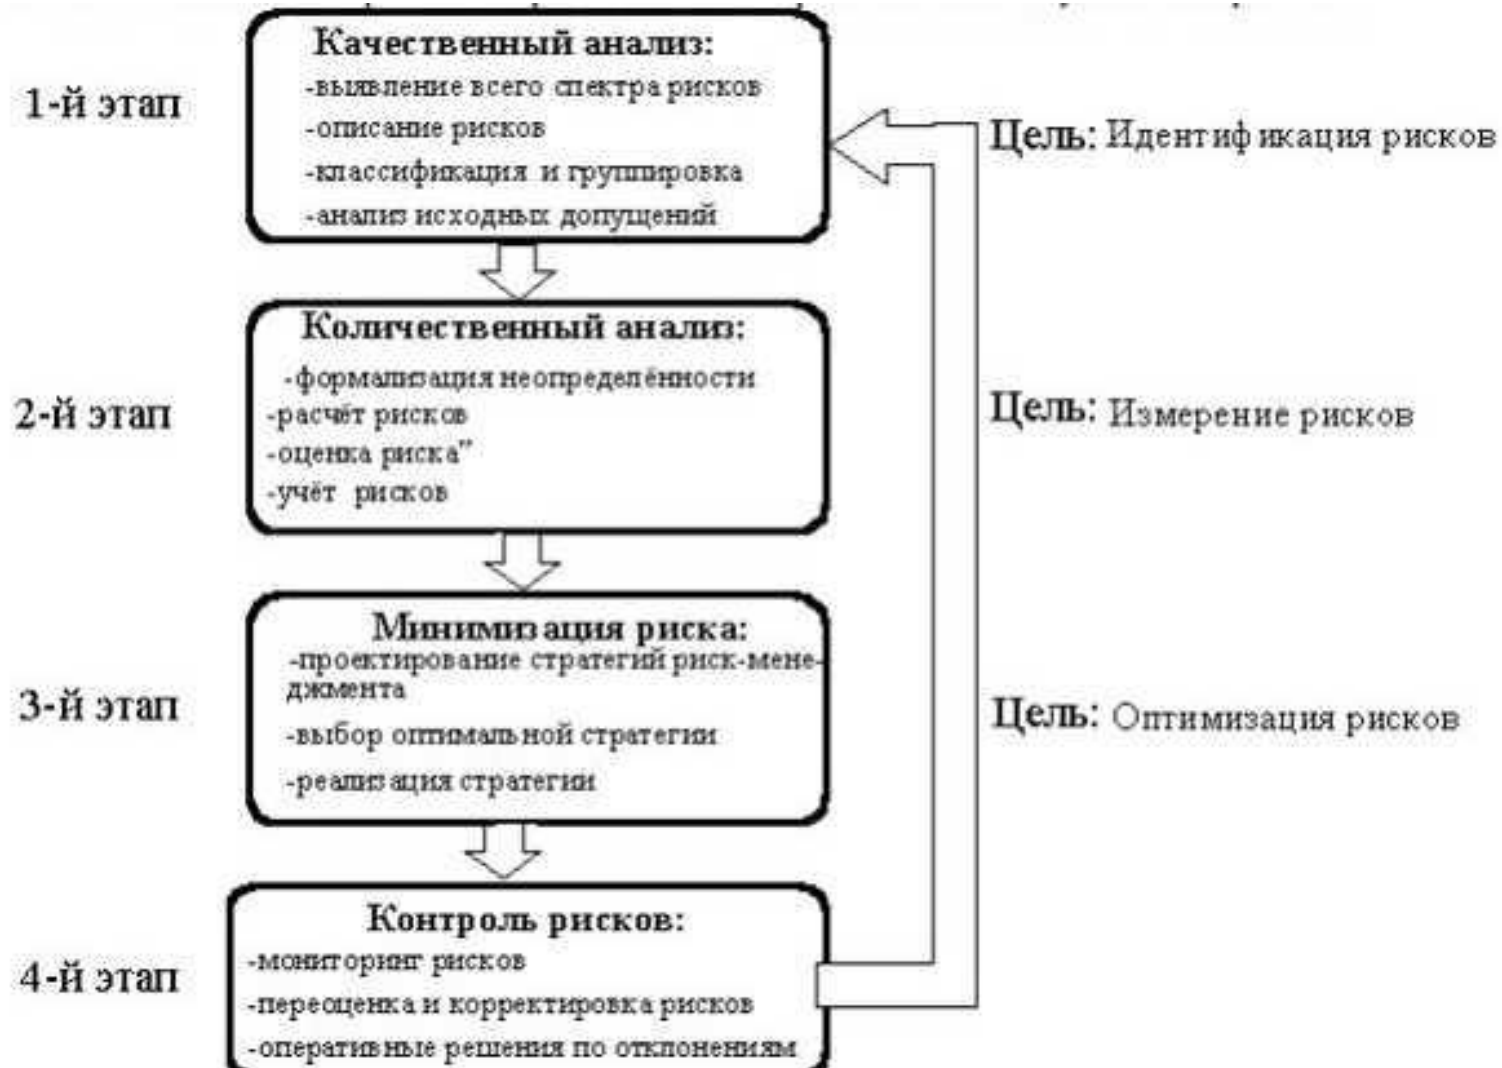 1-й этап
Качественный анализ:
-выявление всего спектра рисков
-описание рисков
-классификация и группировка
-анализ исходных допущений
Цель: Идентификация рисков
2-й этап
Количественный анализ:
-формализация неопределённости
-расчёт рисков
-оценка риска”
-учёт рисков
Цель: Измерение рисков
3-й этап
Минимизация риска:
-проектирование стратегий риск-мене-
джмента
-выбор оптимальной стратегии
-реализация стратегии
Цель: Оптимизация рисков
4-й этап
Контроль рисков:
-мониторинг рисков
-переоценка и корректировка рисков
-оперативные решения по отклонениям